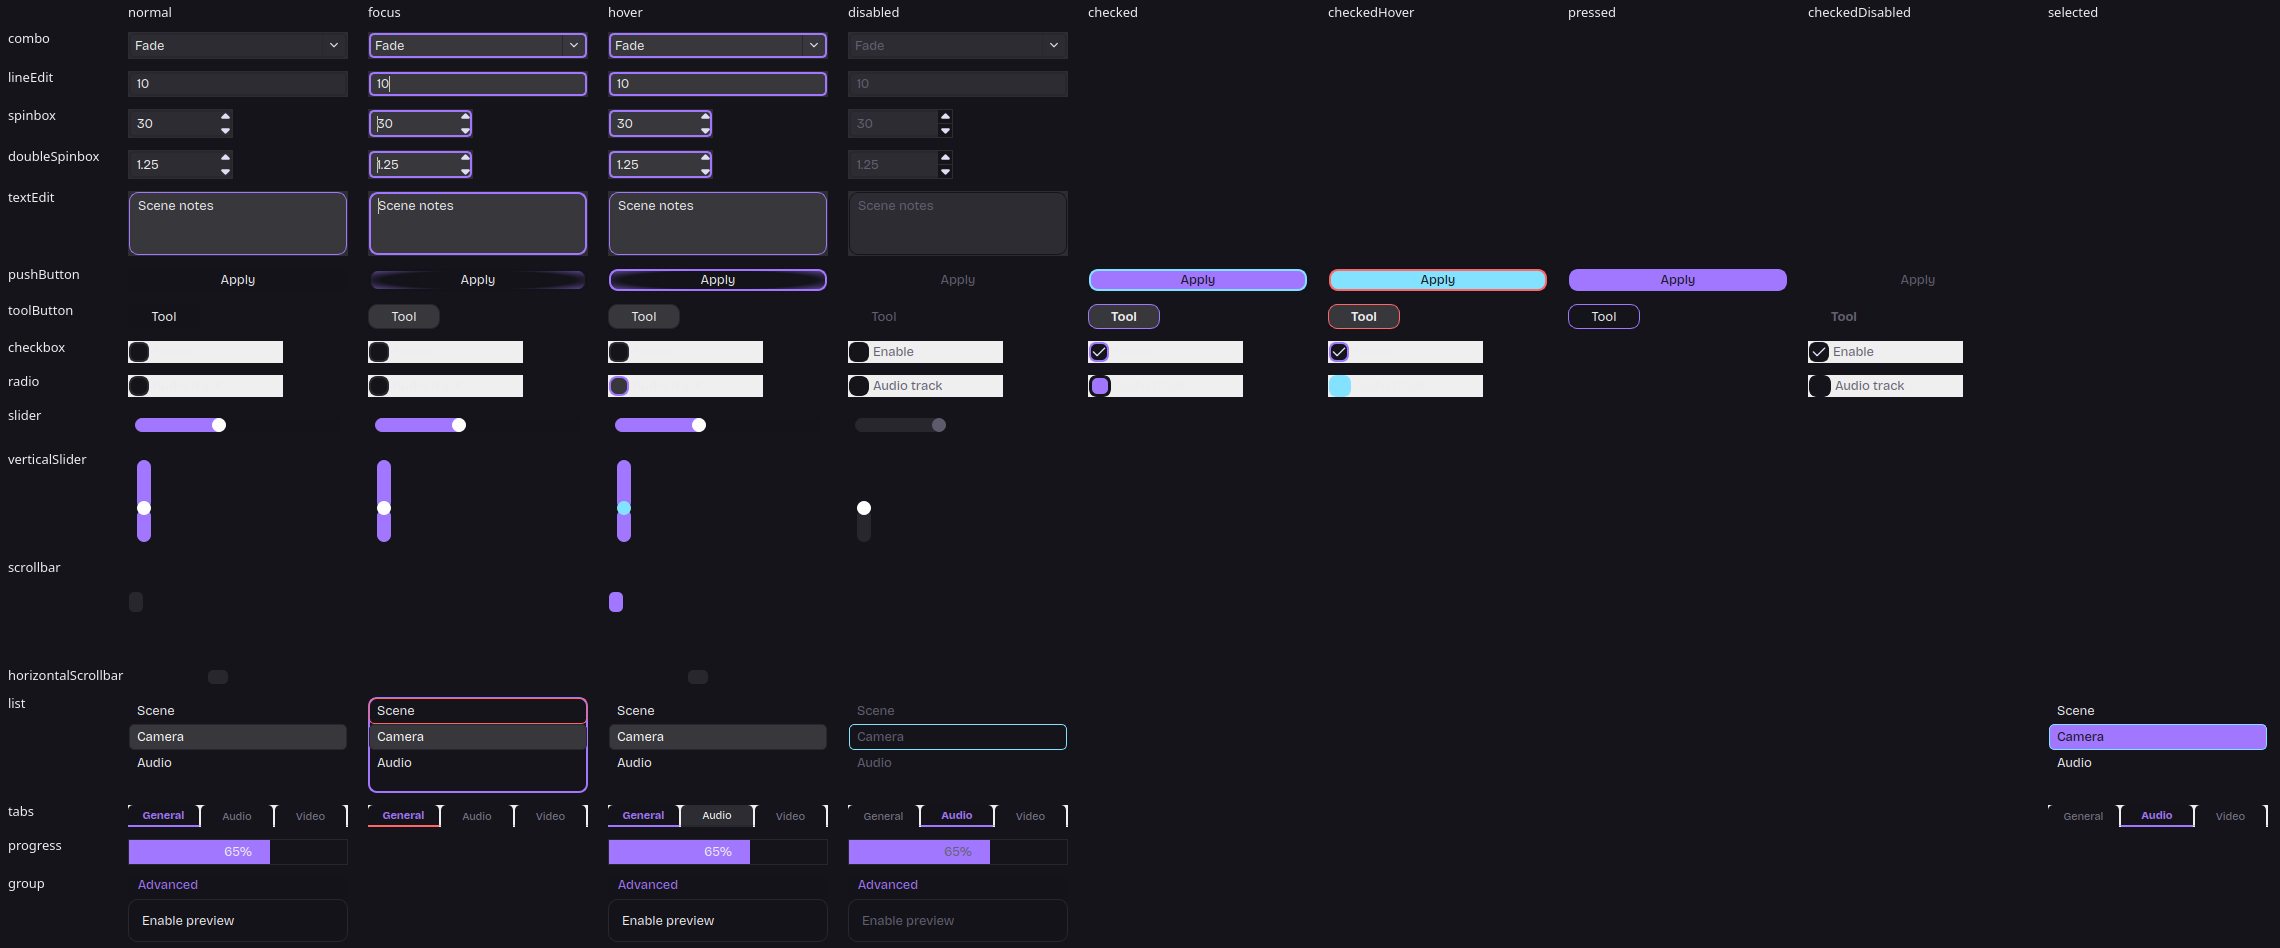 normal focus hover disabled checked checkedHover pressed checkedDisabled selected
combo Fade Fade Fade Fade
lineEdit 10 10 10 10
spinbox 30 30 30 30
doubleSpinbox 1.25 1.25 1.25 1.25
textEdit Scene notes Scene notes Scene notes Scene notes
pushButton Apply Apply Apply Apply Apply Apply Apply Apply
toolButton Tool Tool Tool Tool Tool Tool Tool Tool
checkbox Enable Enable
radio Audio track Audio track
slider
verticalSlider
scrollbar
horizontalScrollbar
list Scene Scene Scene Scene Scene
Camera Camera Camera Camera Camera
Audio Audio Audio Audio Audio
tabs General Audio Video General Audio Video General Audio Video General Audio Video General Audio Video
progress 65% 65% 65%
group Advanced Advanced Advanced
Enable preview Enable preview Enable preview